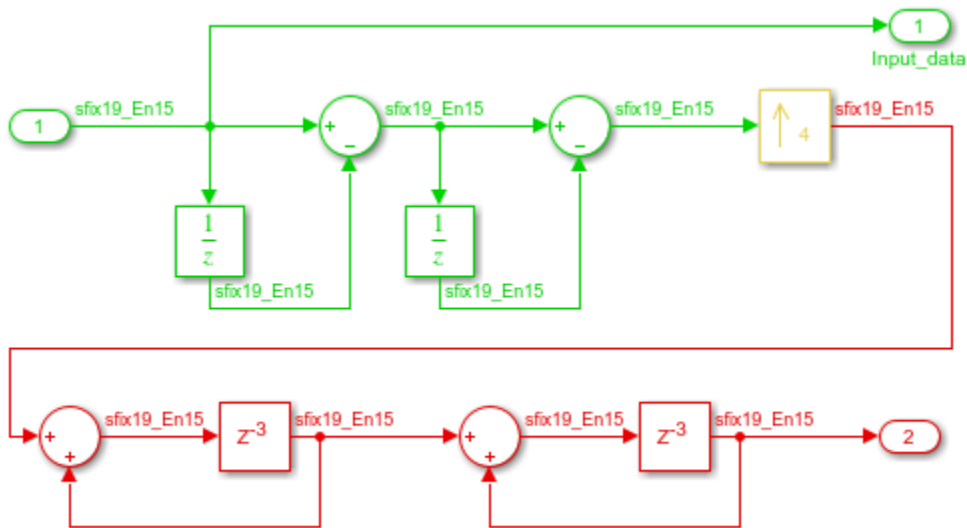 1
Input_data
sfix19_En15
sfix19_En15
sfix19_En15
sfix19_En15
1
+
−
+
−
4
1
z
1
z
sfix19_En15
sfix19_En15
sfix19_En15
sfix19_En15
sfix19_En15
sfix19_En15
+
+
z-3
+
+
z-3
2